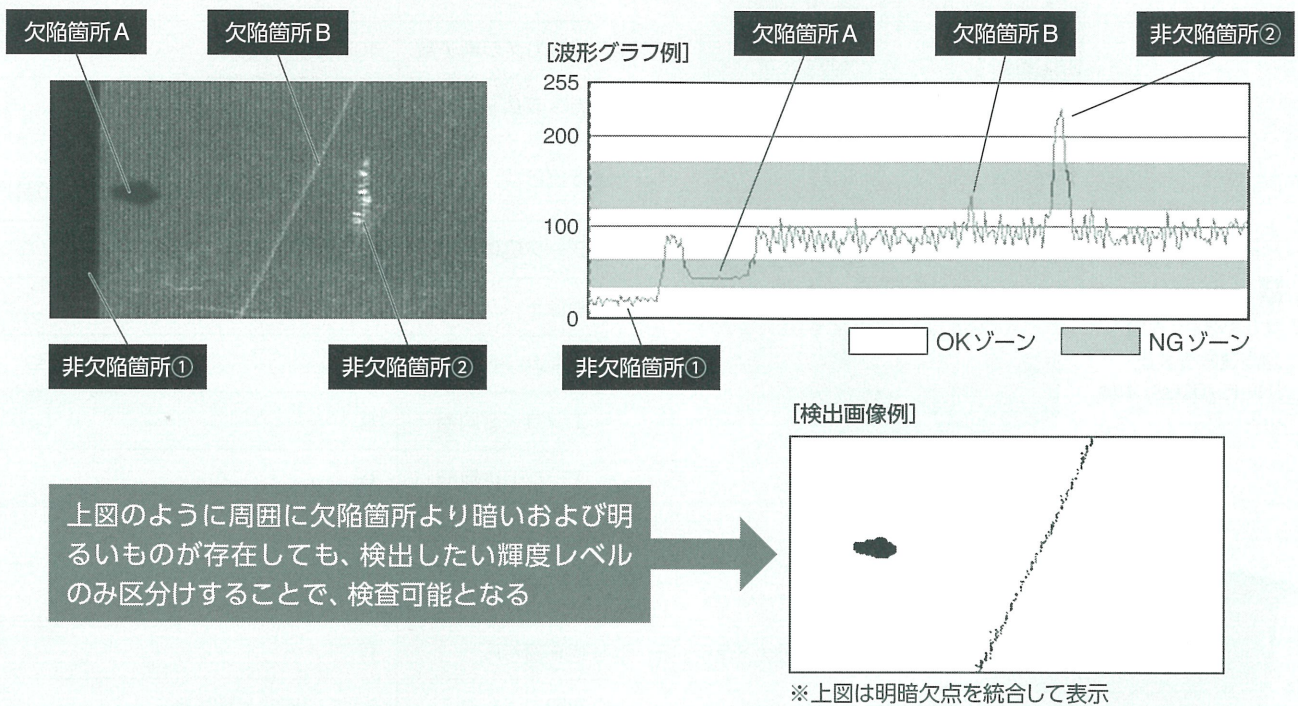 欠陥箇所A
欠陥箇所B
非欠陥箇所①
非欠陥箇所②
[波形グラフ例]
欠陥箇所A
欠陥箇所B
非欠陥箇所②
255
200
100
0
非欠陥箇所①
OKゾーン
NGゾーン
上図のように周囲に欠陥箇所より暗いおよび明
るいものが存在しても、検出したい輝度レベル
のみ区分けすることで、検査可能となる
[検出画像例]
※上図は明暗欠点を統合して表示